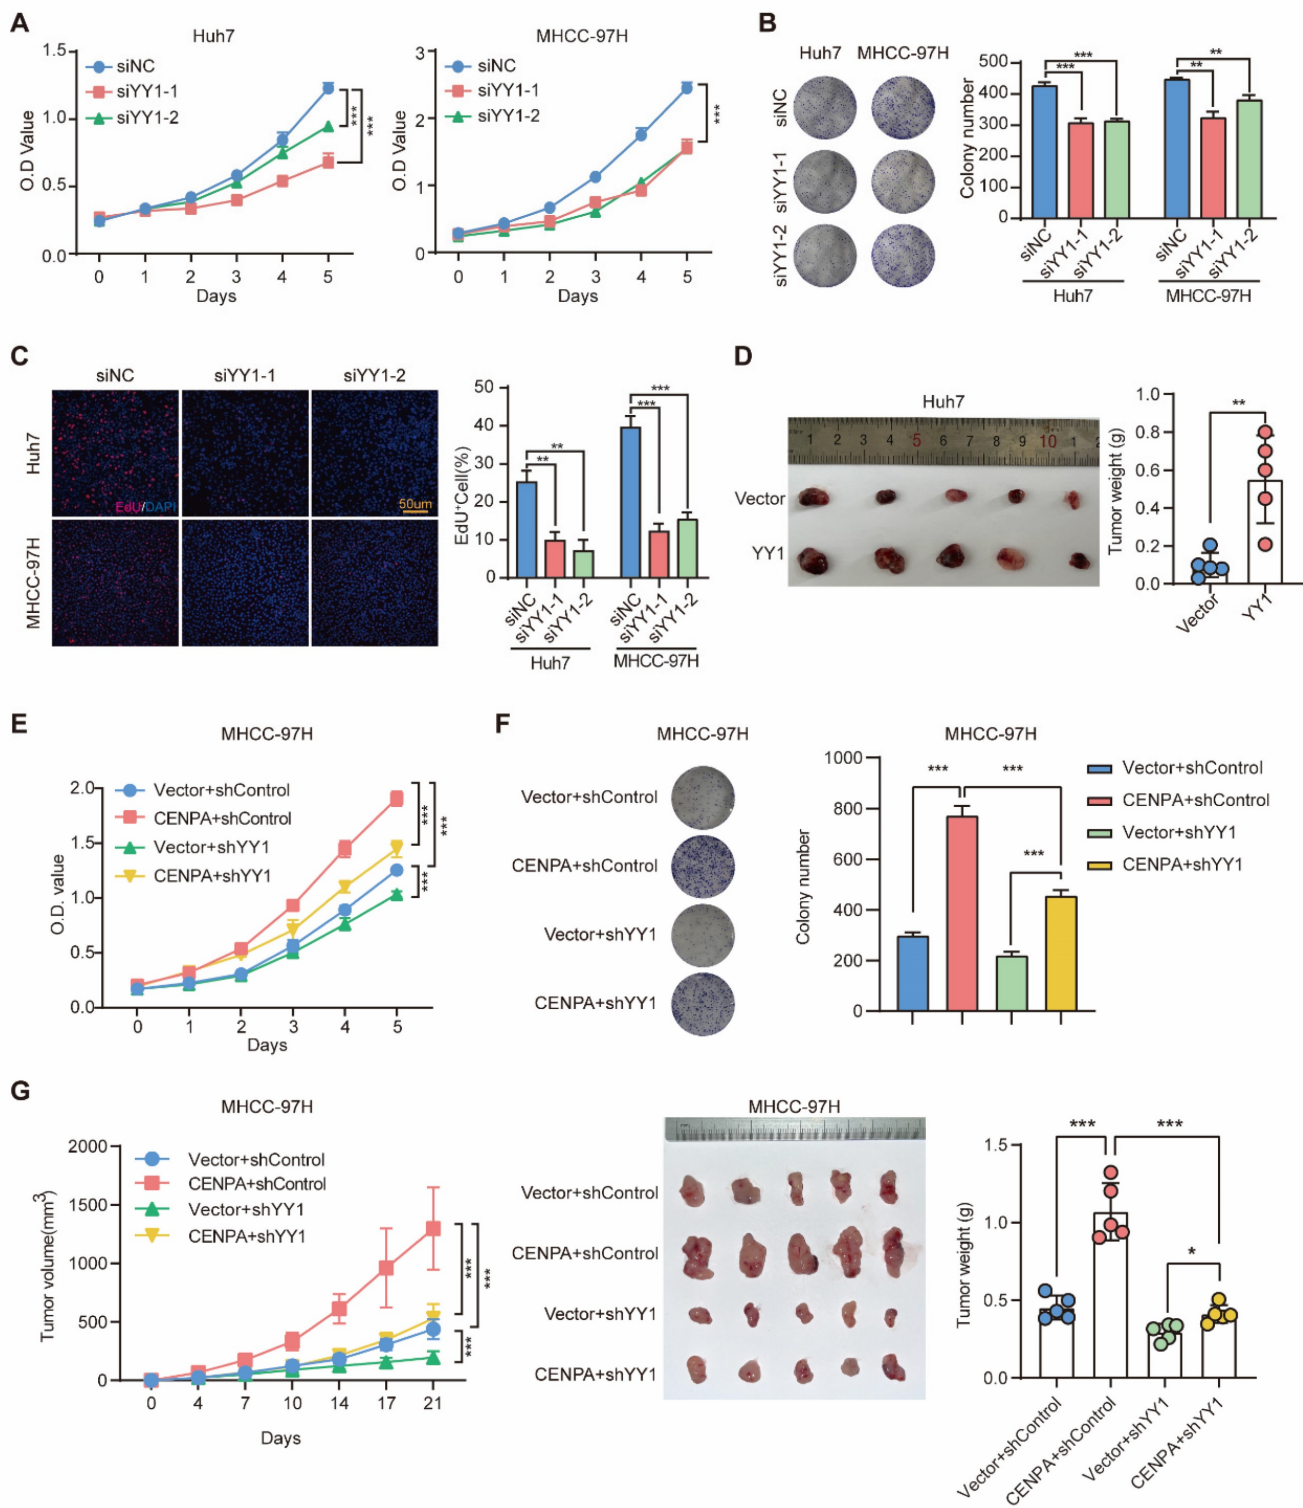 A
Huh7
1.5
1.0
0.5
0.0
O.D Value
siNC
siYY1-1
siYY1-2
***
***
0 1 2 3 4 5
Days
MHCC-97H
3
2
1
0
O.D Value
siNC
siYY1-1
siYY1-2
***
0 1 2 3 4 5
Days
B
Huh7 MHCC-97H
siNC
siYY1-1
siYY1-2
500
400
300
200
100
0
Colony number
***
***
**
**
siNC siYY1-1 siYY1-2 siNC siYY1-1 siYY1-2
Huh7 MHCC-97H
C
siNC siYY1-1 siYY1-2
Huh7
MHCC-97H
EdU/DAPI
50um
50
40
30
20
10
0
EdU+Cell(%)
**
**
***
***
siNC siYY1-1 siYY1-2 siNC siYY1-1 siYY1-2
Huh7 MHCC-97H
D
Huh7
1 2 3 4 5 6 7 8 9 10 1
Vector
YY1
1.0
0.8
0.6
0.4
0.2
0.0
Tumor weight (g)
**
Vector YY1
E
MHCC-97H
2.0
1.5
1.0
0.5
0.0
O.D. value
Vector+shControl
CENPA+shControl
Vector+shYY1
CENPA+shYY1
***
***
***
0 1 2 3 4 5
Days
F
MHCC-97H
Vector+shControl
CENPA+shControl
Vector+shYY1
CENPA+shYY1
MHCC-97H
1000
800
600
400
200
0
Colony number
*** ***
***
Vector+shControl
CENPA+shControl
Vector+shYY1
CENPA+shYY1
G
MHCC-97H
2000
1500
1000
500
0
Tumor volume(mm3)
Vector+shControl
CENPA+shControl
Vector+shYY1
CENPA+shYY1
***
***
***
0 4 7 10 14 17 21
Days
MHCC-97H
Vector+shControl
CENPA+shControl
Vector+shYY1
CENPA+shYY1
1.5
1.0
0.5
0.0
Tumor weight (g)
*** ***
*
Vector+shControl
CENPA+shControl
Vector+shYY1
CENPA+shYY1